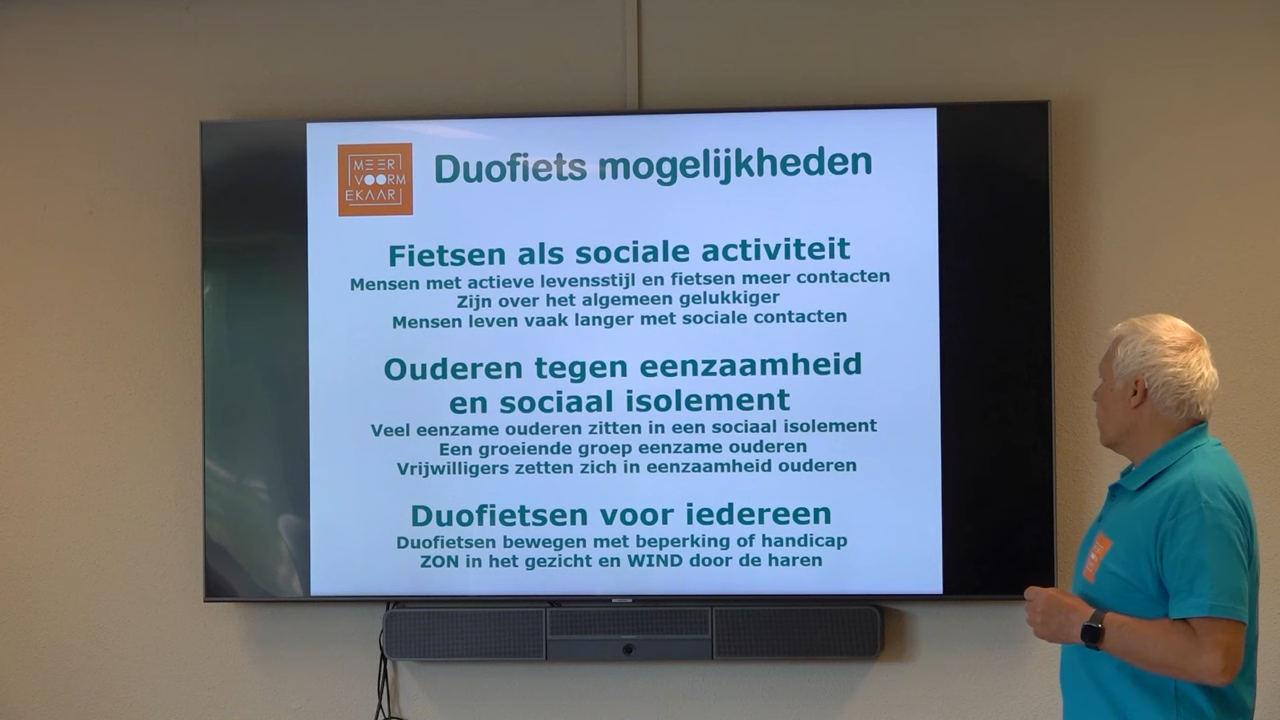 MEER
VOORM
EKAAR
Duofiets mogelijkheden
Fietsen als sociale activiteit
Mensen met actieve levensstijl en fietsen meer contacten
Zijn over het algemeen gelukkiger
Mensen leven vaak langer met sociale contacten
Ouderen tegen eenzaamheid
en sociaal isolement
Veel eenzame ouderen zitten in een sociaal isolement
Een groeiende groep eenzame ouderen
Vrijwilligers zetten zich in eenzaamheid ouderen
Duofietsen voor iedereen
Duofietsen bewegen met beperking of handicap
ZON in het gezicht en WIND door de haren